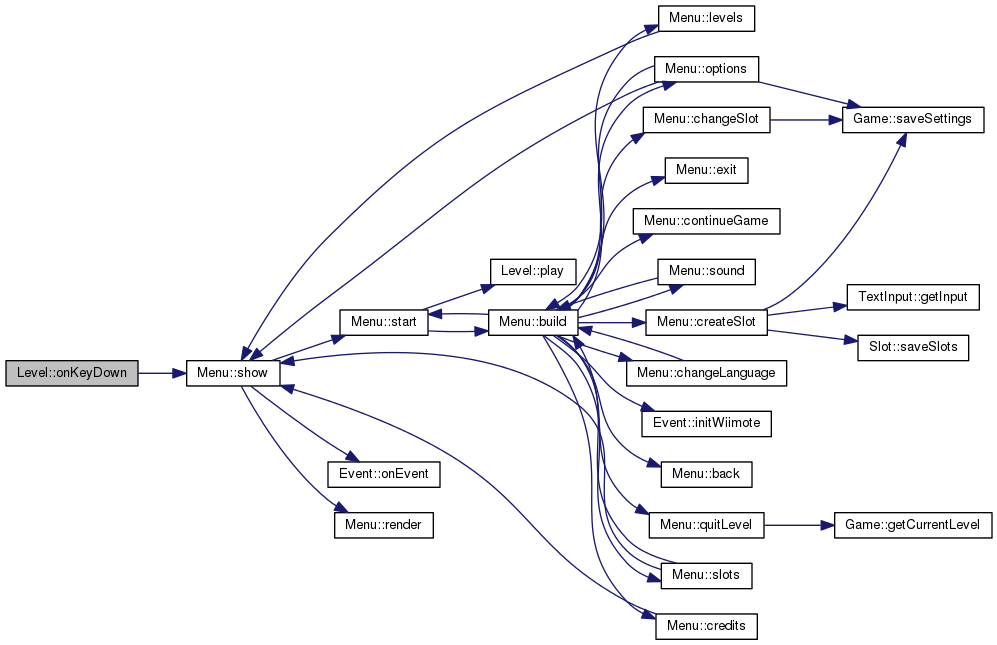 Menu::levels
Menu::options
Menu::changeSlot
Game::saveSettings
Menu::exit
Menu::continueGame
Level::play
Menu::sound
TextInput::getInput
Menu::start
Menu::build
Menu::createSlot
Slot::saveSlots
Level::onKeyDown
Menu::show
Menu::changeLanguage
Event::initWiimote
Event::onEvent
Menu::back
Menu::render
Menu::quitLevel
Game::getCurrentLevel
Menu::slots
Menu::credits